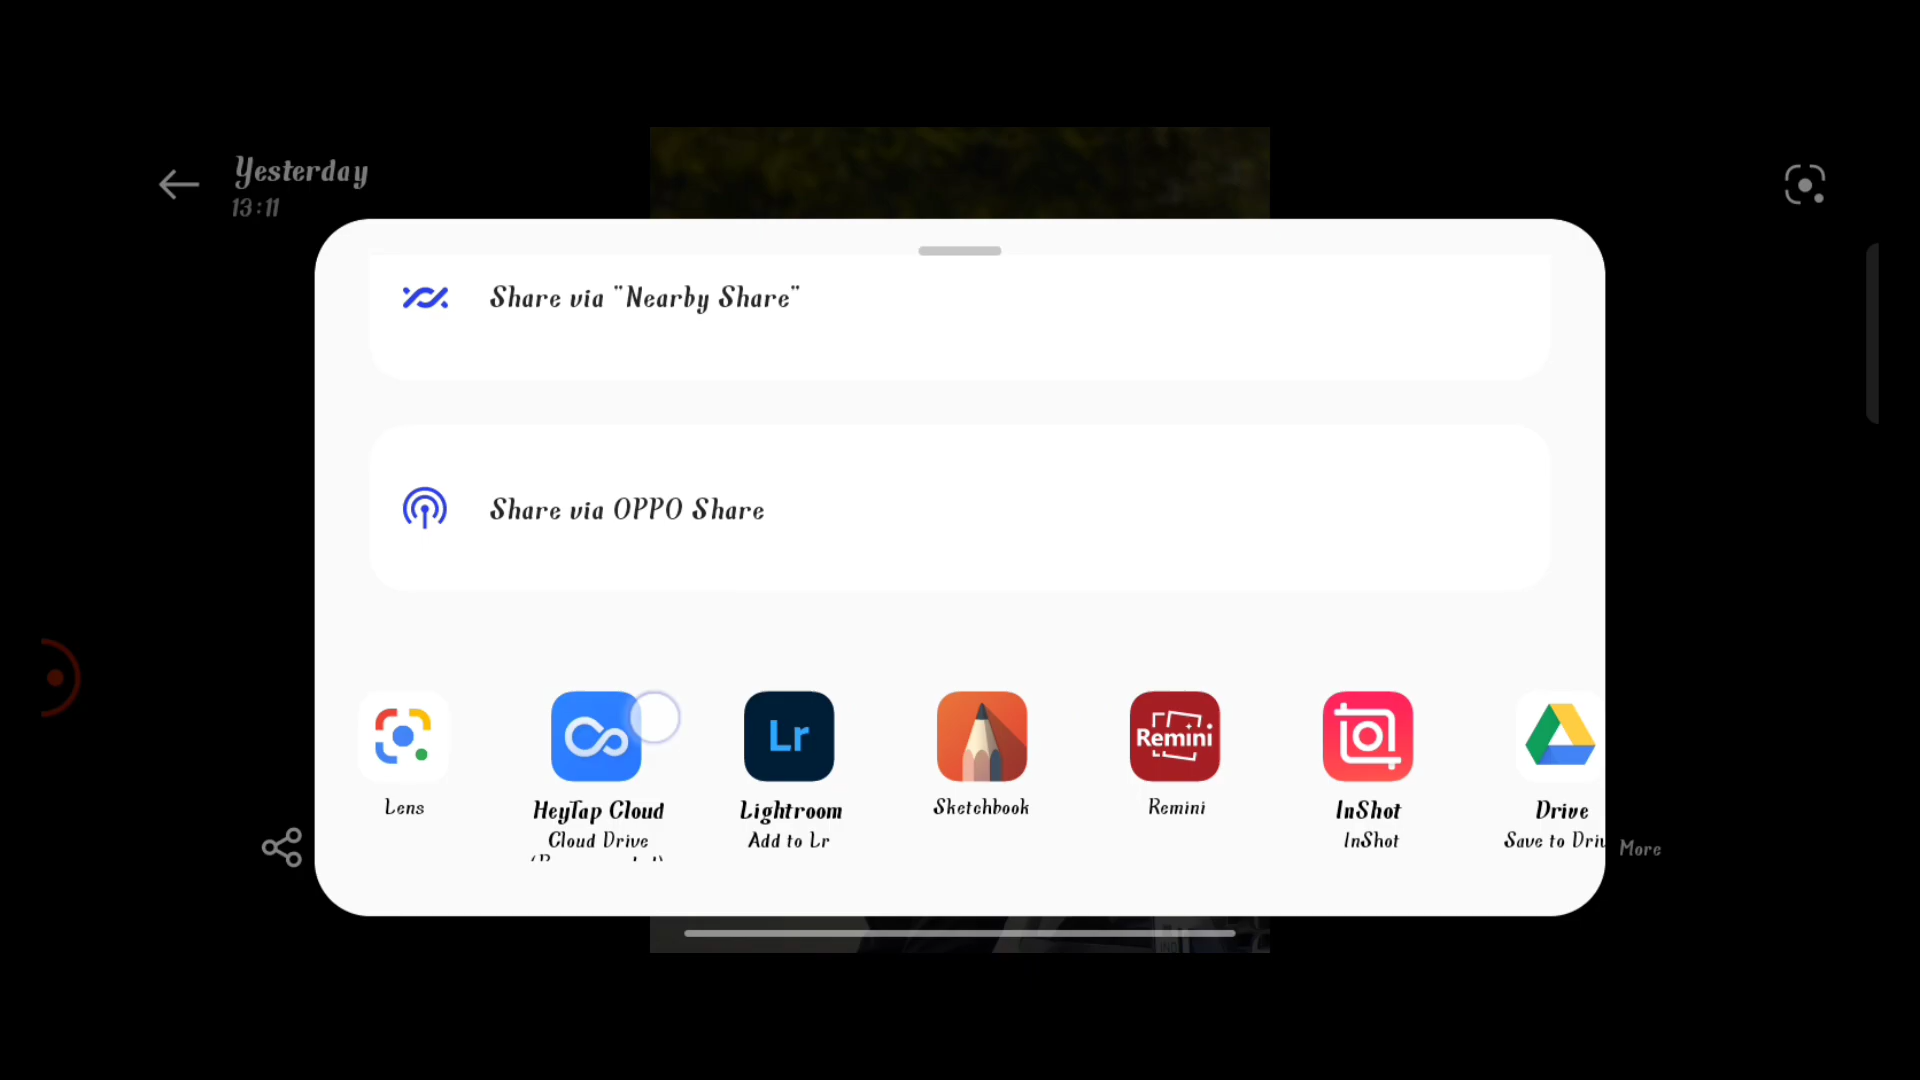 Yesterday
13:11
Share via "Nearby Share"
Share via OPPO Share
Lr
Remini
Lens
HeyTap Cloud
Cloud Drive
Lightroom
Add to Lr
Sketchbook
Remini
InShot
InShot
Drive
Save to Driv
More